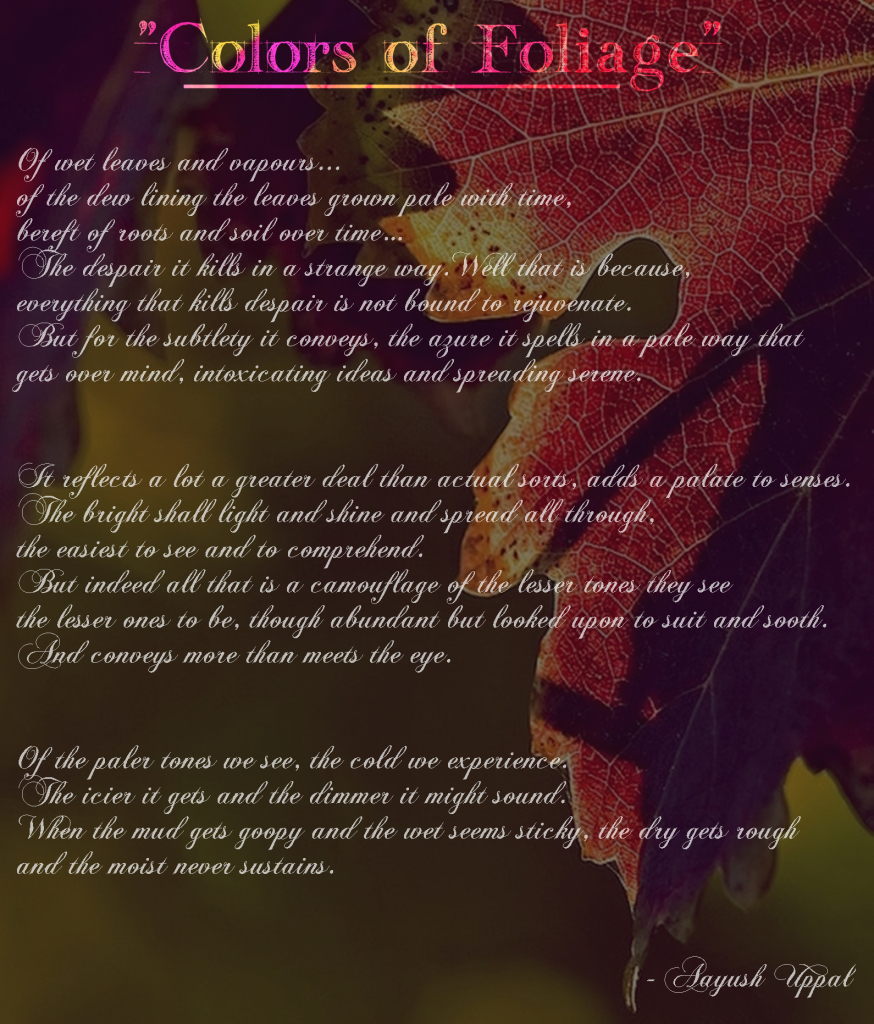 "Colors of Foliage"
Of wet leaves and vapours...
of the dew lining the leaves grown pale with time,
bereft of roots and soil over time...
The despair it kills in a strange way.Well that is because,
everything that kills despair is not bound to rejuvenate.
But for the subtlety it conveys, the azure it spells in a pale way that
gets over mind, intoxicating ideas and spreading serene.
It reflects a lot a greater deal than actual sorts, adds a palate to senses.
The bright shall light and shine and spread all through,
the easiest to see and to comprehend.
But indeed all that is a camouflage of the lesser tones they see
the lesser ones to be, though abundant but looked upon to suit and sooth.
And conveys more than meets the eye.
Of the paler tones we see, the cold we experience.
The icier it gets and the dimmer it might sound.
When the mud gets goopy and the wet seems sticky, the dry gets rough
and the moist never sustains.
- Aayush Uppal